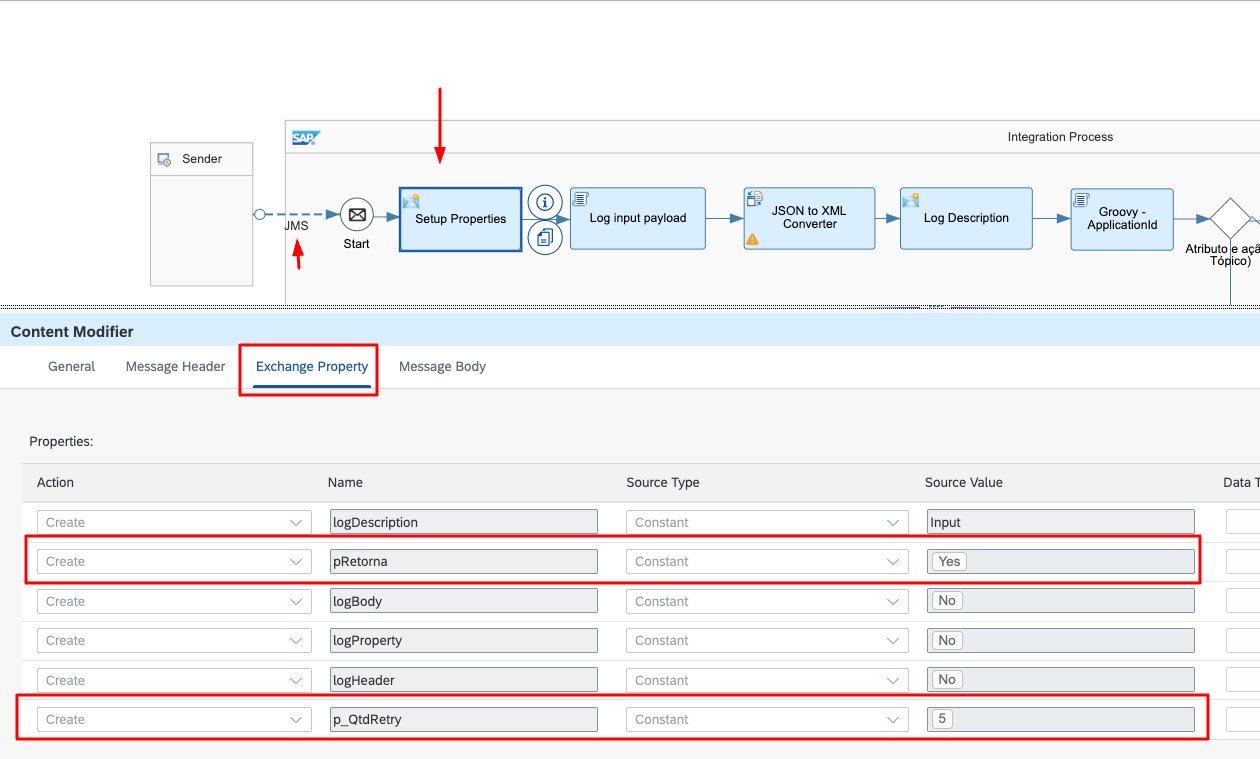 SAP
Integration Process
Sender
JMS
Start
Setup Properties
Log input payload
JSON to XML
Converter
Log Description
Groovy -
ApplicationId
Atributo e açã
Tópico)
Content Modifier
General
Message Header
Exchange Property
Message Body
Properties:
Action Name Source Type Source Value Data T
Create logDescription Constant Input
Create pRetorna Constant Yes
Create logBody Constant No
Create logProperty Constant No
Create logHeader Constant No
Create p_QtdRetry Constant 5